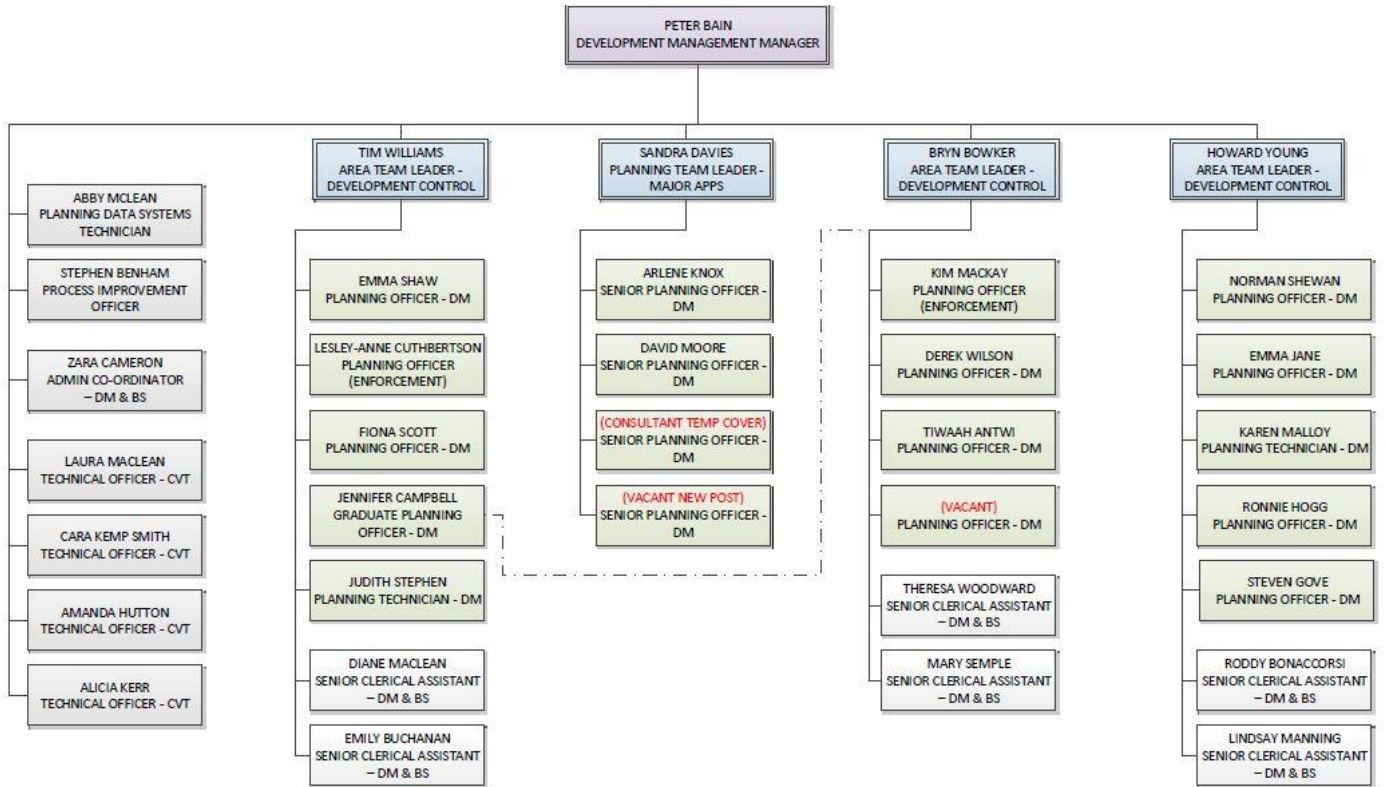 PETER BAIN
DEVELOPMENT MANAGEMENT MANAGER
ABBY MCLEAN
PLANNING DATA SYSTEMS
TECHNICIAN
STEPHEN BENHAM
PROCESS IMPROVEMENT
OFFICER
ZARA CAMERON
ADMIN CO-ORDINATOR
– DM & BS
LAURA MACLEAN
TECHNICAL OFFICER - CVT
CARA KEMP SMITH
TECHNICAL OFFICER - CVT
AMANDA HUTTON
TECHNICAL OFFICER - CVT
ALICIA KERR
TECHNICAL OFFICER - CVT
TIM WILLIAMS
AREA TEAM LEADER -
DEVELOPMENT CONTROL
EMMA SHAW
PLANNING OFFICER - DM
LESLEY-ANNE CUTHBERTSON
PLANNING OFFICER
(ENFORCEMENT)
FIONA SCOTT
PLANNING OFFICER - DM
JENNIFER CAMPBELL
GRADUATE PLANNING
OFFICER - DM
JUDITH STEPHEN
PLANNING TECHNICIAN - DM
DIANE MACLEAN
SENIOR CLERICAL ASSISTANT
– DM & BS
EMILY BUCHANAN
SENIOR CLERICAL ASSISTANT
– DM & BS
SANDRA DAVIES
PLANNING TEAM LEADER -
MAJOR APPS
ARLENE KNOX
SENIOR PLANNING OFFICER -
DM
DAVID MOORE
SENIOR PLANNING OFFICER -
DM
(CONSULTANT TEMP COVER)
SENIOR PLANNING OFFICER -
DM
(VACANT NEW POST)
SENIOR PLANNING OFFICER -
DM
BRYN BOWKER
AREA TEAM LEADER -
DEVELOPMENT CONTROL
KIM MACKAY
PLANNING OFFICER
(ENFORCEMENT)
DEREK WILSON
PLANNING OFFICER - DM
TIWAAH ANTWI
PLANNING OFFICER - DM
(VACANT)
PLANNING OFFICER - DM
THERESA WOODWARD
SENIOR CLERICAL ASSISTANT
– DM & BS
MARY SEMPLE
SENIOR CLERICAL ASSISTANT
– DM & BS
HOWARD YOUNG
AREA TEAM LEADER -
DEVELOPMENT CONTROL
NORMAN SHEWAN
PLANNING OFFICER - DM
EMMA JANE
PLANNING OFFICER - DM
KAREN MALLOY
PLANNING TECHNICIAN - DM
RONNIE HOGG
PLANNING OFFICER - DM
STEVEN GOVE
PLANNING OFFICER - DM
RODDY BONACCORSI
SENIOR CLERICAL ASSISTANT
– DM & BS
LINDSAY MANNING
SENIOR CLERICAL ASSISTANT
– DM & BS